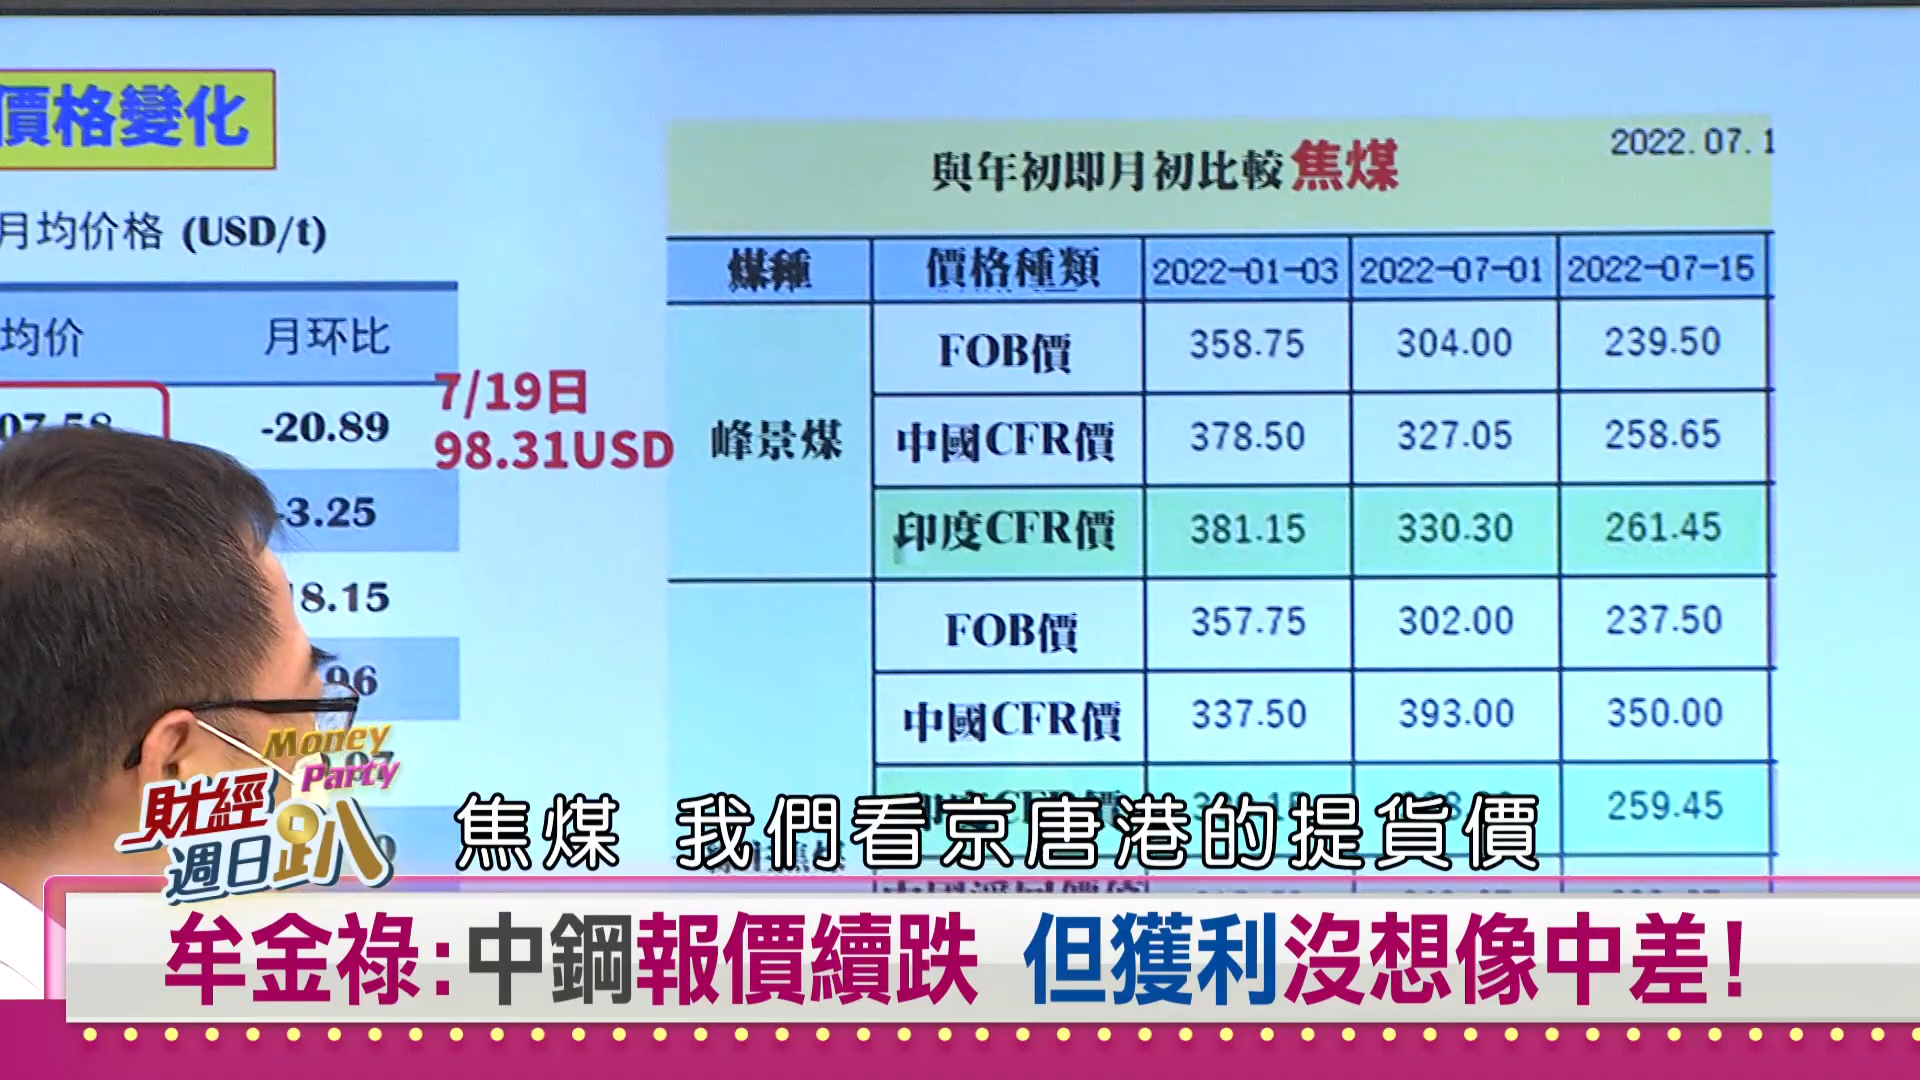 價格變化
月均价格 (USD/t)
均价 月环比
-20.89
3.25
8.15
96
7/19日
98.31USD
與年初即月初比較焦煤
2022.07.1
煤種 價格種類 2022-01-03 2022-07-01 2022-07-15
峰景煤
FOB價 358.75 304.00 239.50
中國CFR價 378.50 327.05 258.65
印度CFR價 381.15 330.30 261.45
FOB價 357.75 302.00 237.50
中國CFR價 337.50 393.00 350.00
印度CFR價 259.45
Money
Party
財經
週日趴
焦煤 我們看京唐港的提貨價
牟金祿:中鋼報價續跌 但獲利沒想像中差!